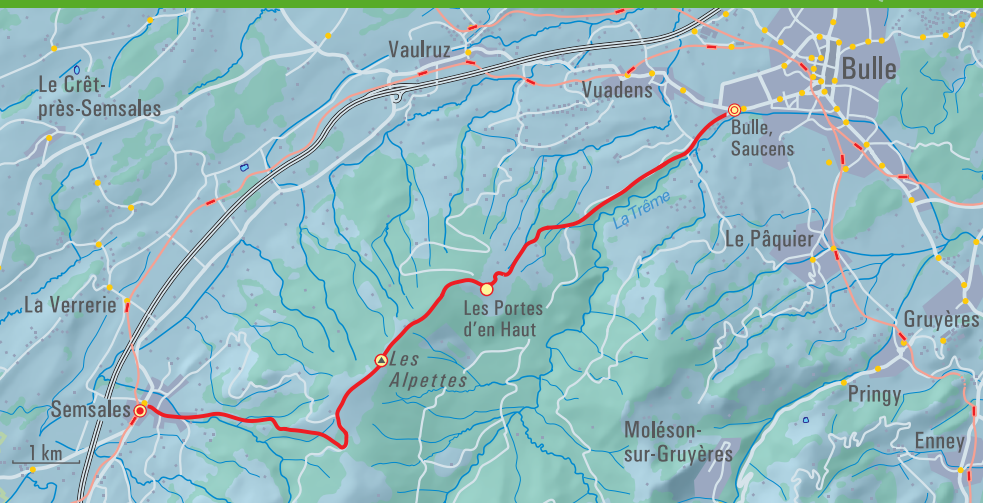 Vaulruz
Bulle
Le Crêt-
près-Semsales
Vuadens
Bulle,
Saucens
La Trême
Le Pâquier
La Verrerie
Les Portes
d'en Haut
Gruyères
Les
Alpettes
Pringy
Semsales
Moléson-
sur-Gruyères
Enney
1 km